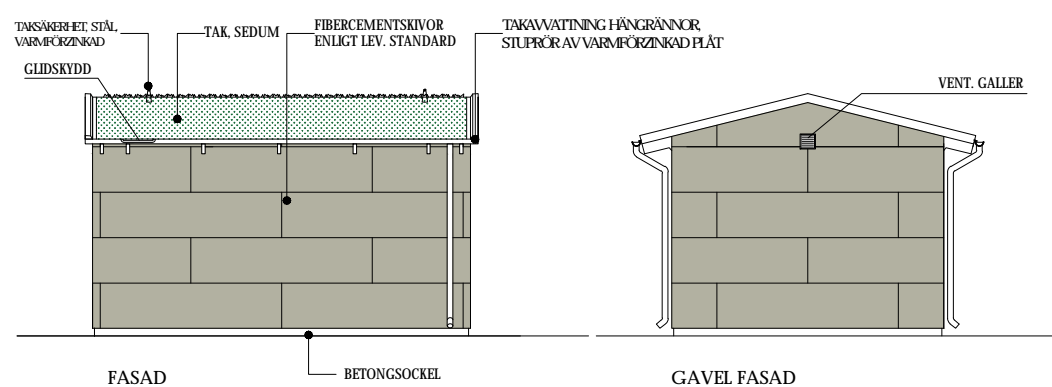 TAKSÄKERHET, STÅL,
VARMFÖRZINKAD
TAK, SEDUM
FIBERCEMENTSKIVOR
ENLIGT LEV. STANDARD
TAKAVVATTNING HÄNGRÄNNOR,
STUPRÖR AV VARMFÖRZINKAD PLÅT
GLIDSKYDD
VENT. GALLER
BETONGSOCKEL
FASAD
GAVEL FASAD